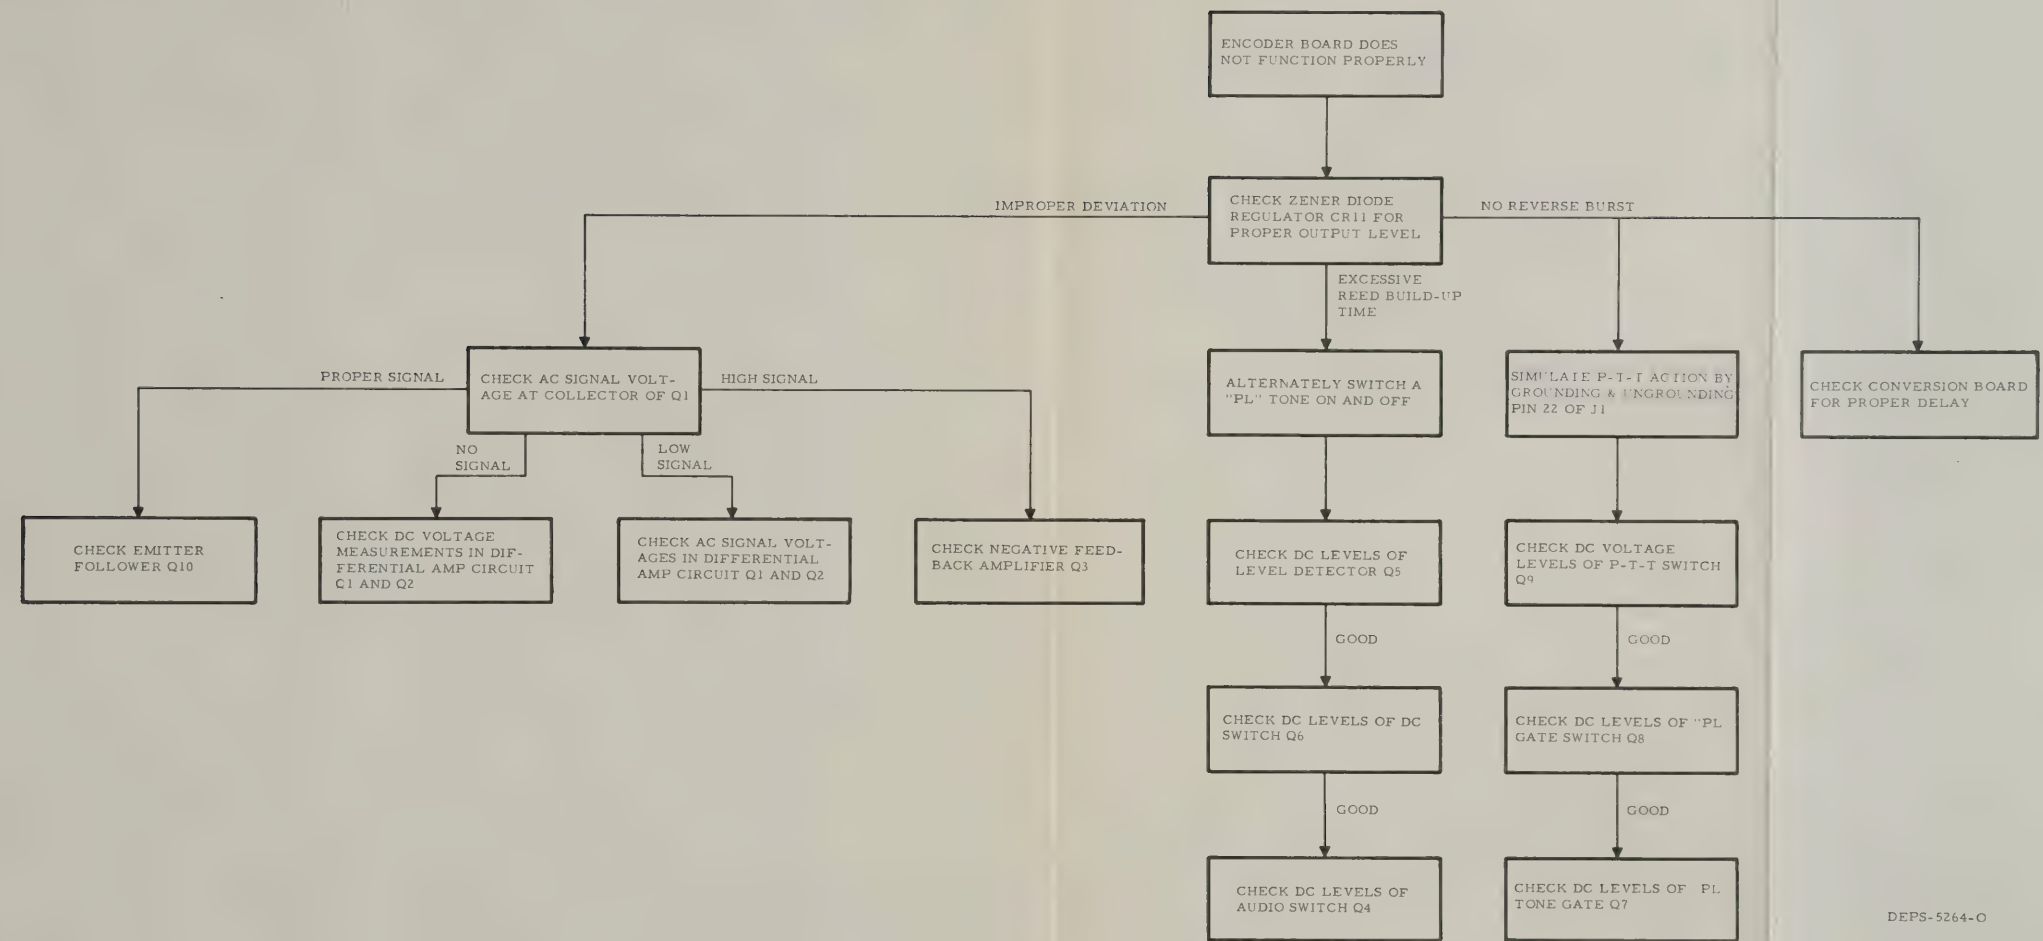 ENCODER BOARD DOES
NOT FUNCTION PROPERLY
IMPROPER DEVIATION
CHECK ZENER DIODE
REGULATOR CR11 FOR
PROPER OUTPUT LEVEL
NO REVERSE BURST
EXCESSIVE
REED BUILD-UP
TIME
PROPER SIGNAL
CHECK AC SIGNAL VOLT-
AGE AT COLLECTOR OF Q1
HIGH SIGNAL
ALTERNATELY SWITCH A
"PL" TONE ON AND OFF
SIMULATE P-T-T ACTION BY
GROUNDING & UNGROUNDING
PIN 22 OF J1
CHECK CONVERSION BOARD
FOR PROPER DELAY
NO
SIGNAL
LOW
SIGNAL
CHECK EMITTER
FOLLOWER Q10
CHECK DC VOLTAGE
MEASUREMENTS IN DIF-
FERENTIAL AMP CIRCUIT
Q1 AND Q2
CHECK AC SIGNAL VOLT-
AGES IN DIFFERENTIAL
AMP CIRCUIT Q1 AND Q2
CHECK NEGATIVE FEED-
BACK AMPLIFIER Q3
CHECK DC LEVELS OF
LEVEL DETECTOR Q5
CHECK DC VOLTAGE
LEVELS OF P-T-T SWITCH
Q9
GOOD
GOOD
CHECK DC LEVELS OF DC
SWITCH Q6
CHECK DC LEVELS OF "PL
GATE SWITCH Q8
GOOD
GOOD
CHECK DC LEVELS OF
AUDIO SWITCH Q4
CHECK DC LEVELS OF PL
TONE GATE Q7
DEPS-5264-O